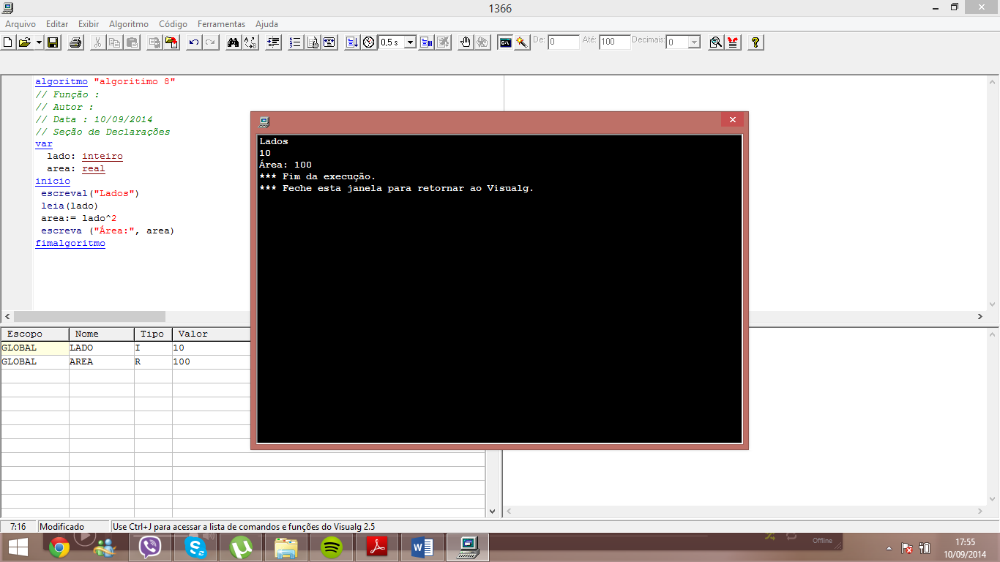 1366
Arquivo Editar Exibir Algoritmo Código Ferramentas Ajuda
0,5 s De: 0 Até: 100 Decimais: 0
algoritmo "algoritimo 8"
// Função :
// Autor :
// Data : 10/09/2014
// Seção de Declarações
var
lado: inteiro
area: real
inicio
escreval("Lados")
leia(lado)
area:= lado^2
escreva ("Área:", area)
fimalgoritmo
Lados
10
Área: 100
*** Fim da execução.
*** Feche esta janela para retornar ao Visualg.
Escopo Nome Tipo Valor
GLOBAL LADO I 10
GLOBAL AREA R 100
7:16 Modificado Use Ctrl+J para acessar a lista de comandos e funções do Visualg 2.5
Offline
17:55
10/09/2014